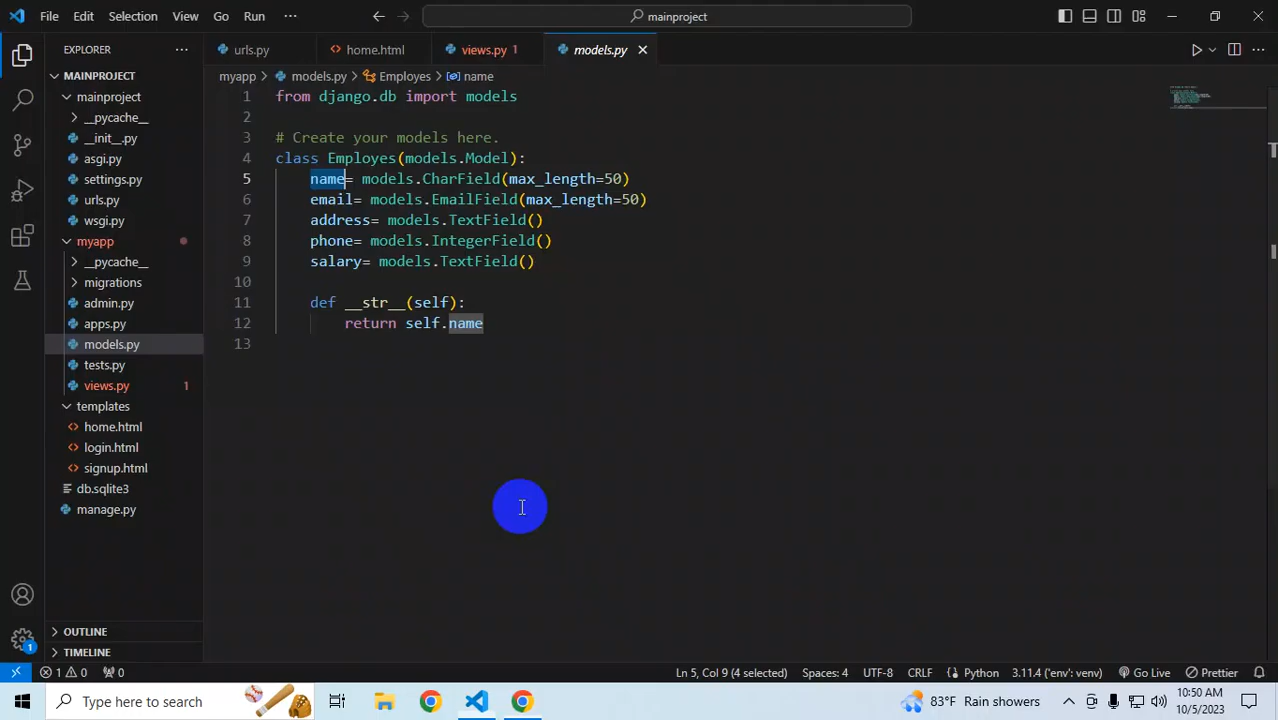 File Edit Selection View Go Run ··· mainproject
EXPLORER ··· urls.py home.html views.py 1 models.py
MAINPROJECT myapp > models.py > Employes > name
mainproject
__pycache__
__init__.py
asgi.py
settings.py
urls.py
wsgi.py
myapp
__pycache__
migrations
admin.py
apps.py
models.py
tests.py
views.py 1
templates
home.html
login.html
signup.html
db.sqlite3
manage.py
OUTLINE
TIMELINE
1 from django.db import models
2
3 # Create your models here.
4 class Employes(models.Model):
5 name= models.CharField(max_length=50)
6 email= models.EmailField(max_length=50)
7 address= models.TextField()
8 phone= models.IntegerField()
9 salary= models.TextField()
10
11 def __str__(self):
12 return self.name
13
1
1 0 0 Ln 5, Col 9 (4 selected) Spaces: 4 UTF-8 CRLF Python 3.11.4 ('env': venv) Go Live Prettier
Type here to search 83°F Rain showers 10:50 AM
10/5/2023